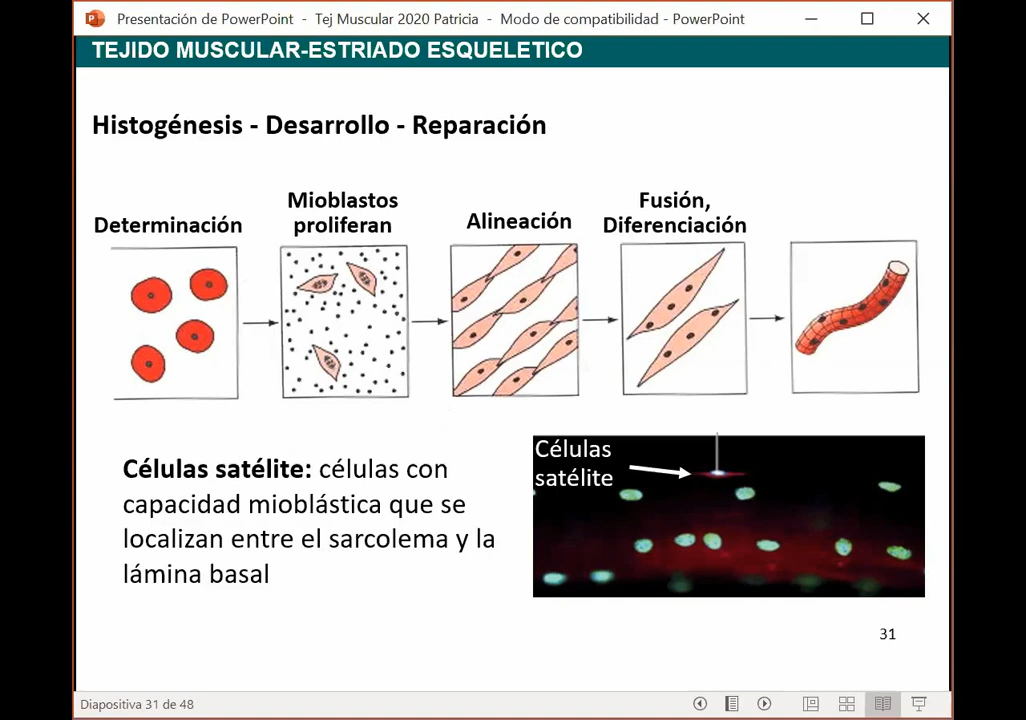 Presentación de PowerPoint - Tej Muscular 2020 Patricia - Modo de compatibilidad - PowerPoint
TEJIDO MUSCULAR-ESTRIADO ESQUELETICO
Histogénesis - Desarrollo - Reparación
Determinación
Mioblastos
proliferan
Alineación
Fusión,
Diferenciación
Células satélite: células con
capacidad mioblástica que se
localizan entre el sarcolema y la
lámina basal
Células
satélite
31
Diapositiva 31 de 48